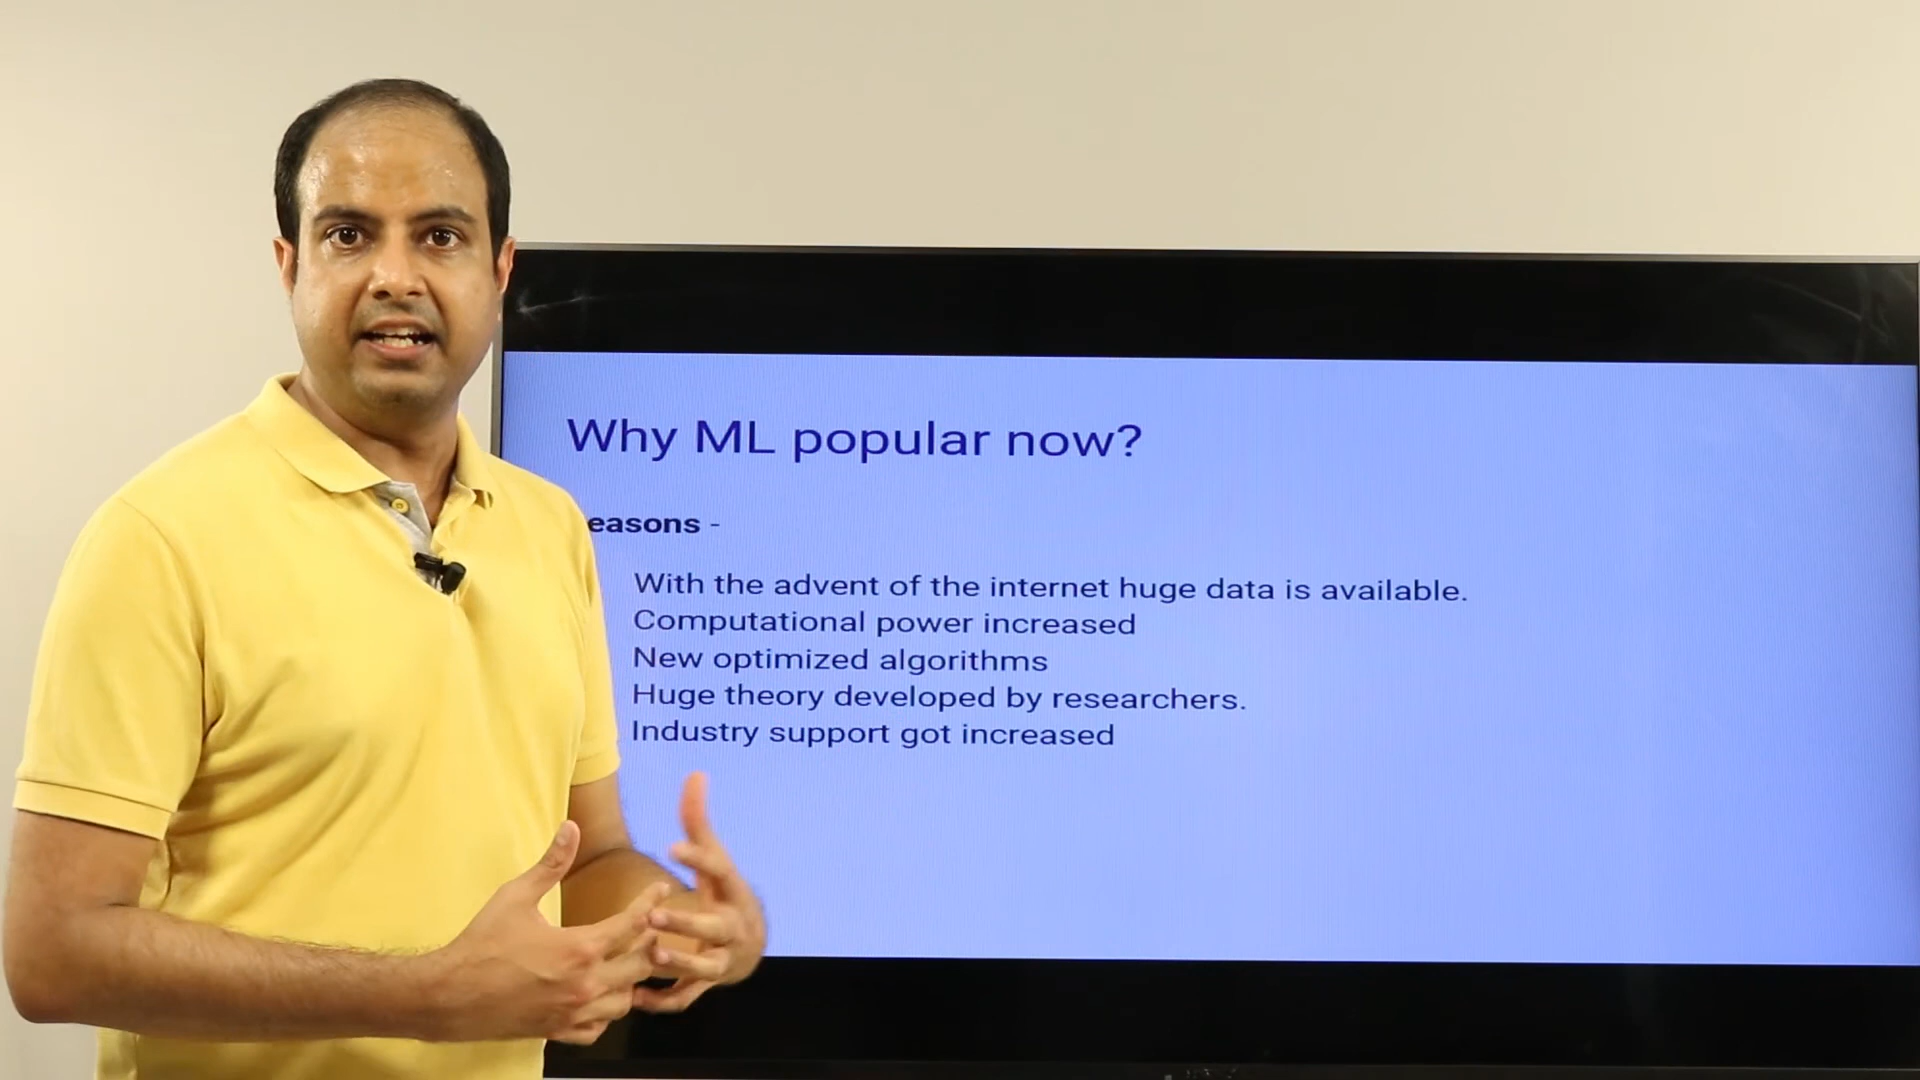 Why ML popular now?
easons -
With the advent of the internet huge data is available.
Computational power increased
New optimized algorithms
Huge theory developed by researchers.
Industry support got increased